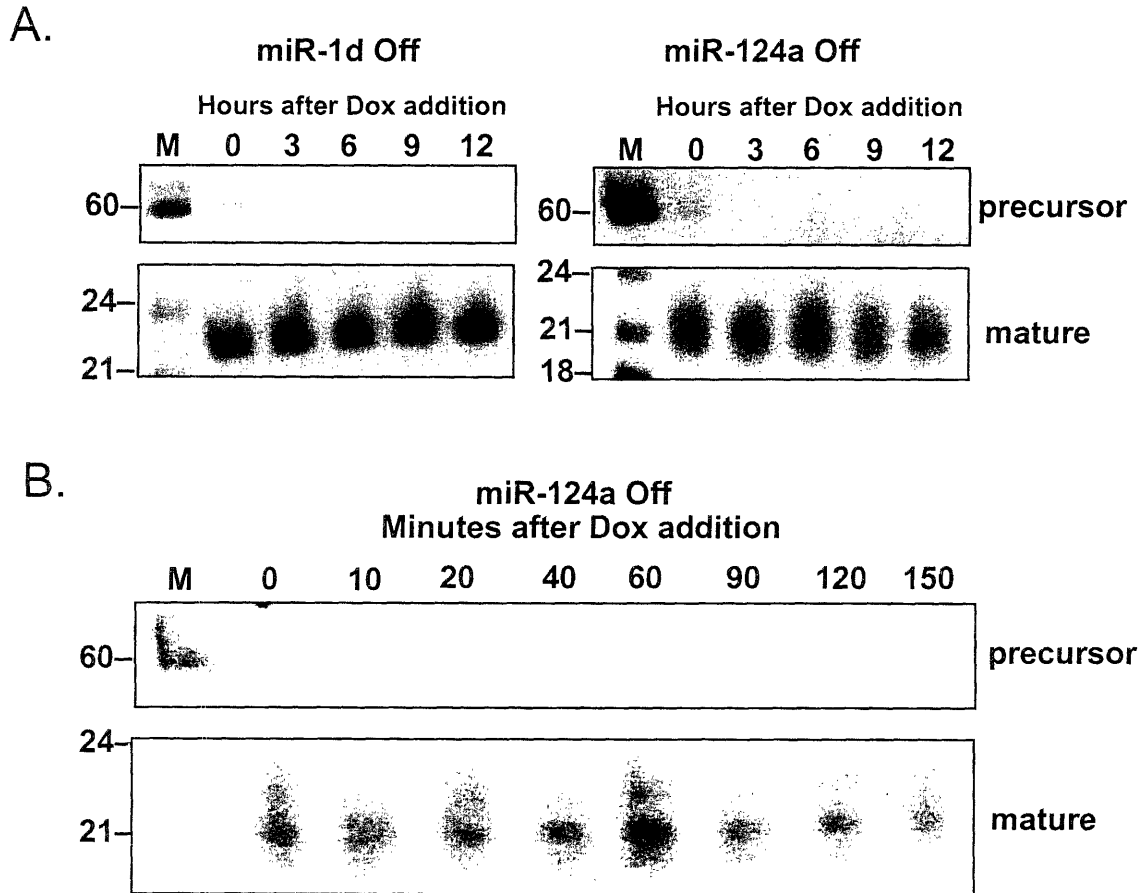 A.
miR-1d Off
Hours after Dox addition
M 0 3 6 9 12
60
24
21
miR-124a Off
Hours after Dox addition
M 0 3 6 9 12
60
precursor
24
21
18
mature
B.
miR-124a Off
Minutes after Dox addition
M 0 10 20 40 60 90 120 150
60
precursor
24
21
mature